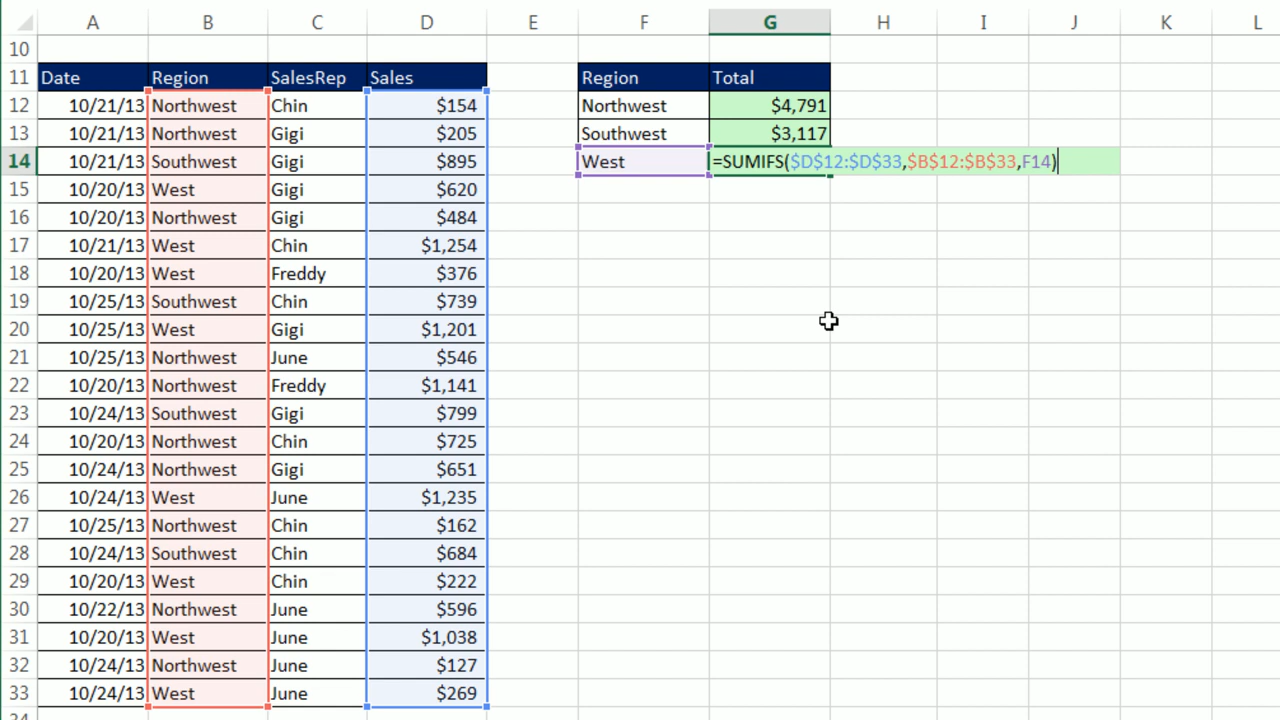 A B C D E F G H I J K L
10
11 Date Region SalesRep Sales Region Total
12 10/21/13 Northwest Chin $154 Northwest $4,791
13 10/21/13 Northwest Gigi $205 Southwest $3,117
14 10/21/13 Southwest Gigi $895 West =SUMIFS($D$12:$D$33,$B$12:$B$33,F14)
15 10/20/13 West Gigi $620
16 10/20/13 Northwest Gigi $484
17 10/21/13 West Chin $1,254
18 10/20/13 West Freddy $376
19 10/25/13 Southwest Chin $739
20 10/25/13 West Gigi $1,201
21 10/25/13 Northwest June $546
22 10/20/13 Northwest Freddy $1,141
23 10/24/13 Southwest Gigi $799
24 10/20/13 Northwest Chin $725
25 10/24/13 Northwest Gigi $651
26 10/24/13 West June $1,235
27 10/25/13 Northwest Chin $162
28 10/24/13 Southwest Chin $684
29 10/20/13 West Chin $222
30 10/22/13 Northwest June $596
31 10/20/13 West June $1,038
32 10/24/13 Northwest June $127
33 10/24/13 West June $269